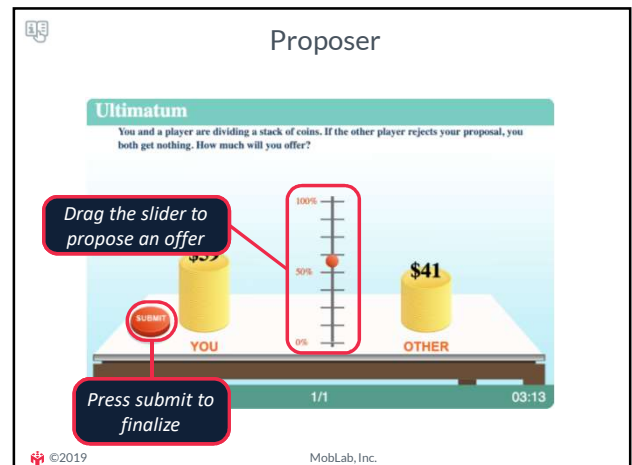 Proposer
Ultimatum
You and a player are dividing a stack of coins. If the other player rejects your proposal, you
both get nothing. How much will you offer?
Drag the slider to
propose an offer
100%
50%
0%
$59
$41
SUBMIT
YOU
OTHER
Press submit to
finalize
1/1
03:13
©2019
MobLab, Inc.